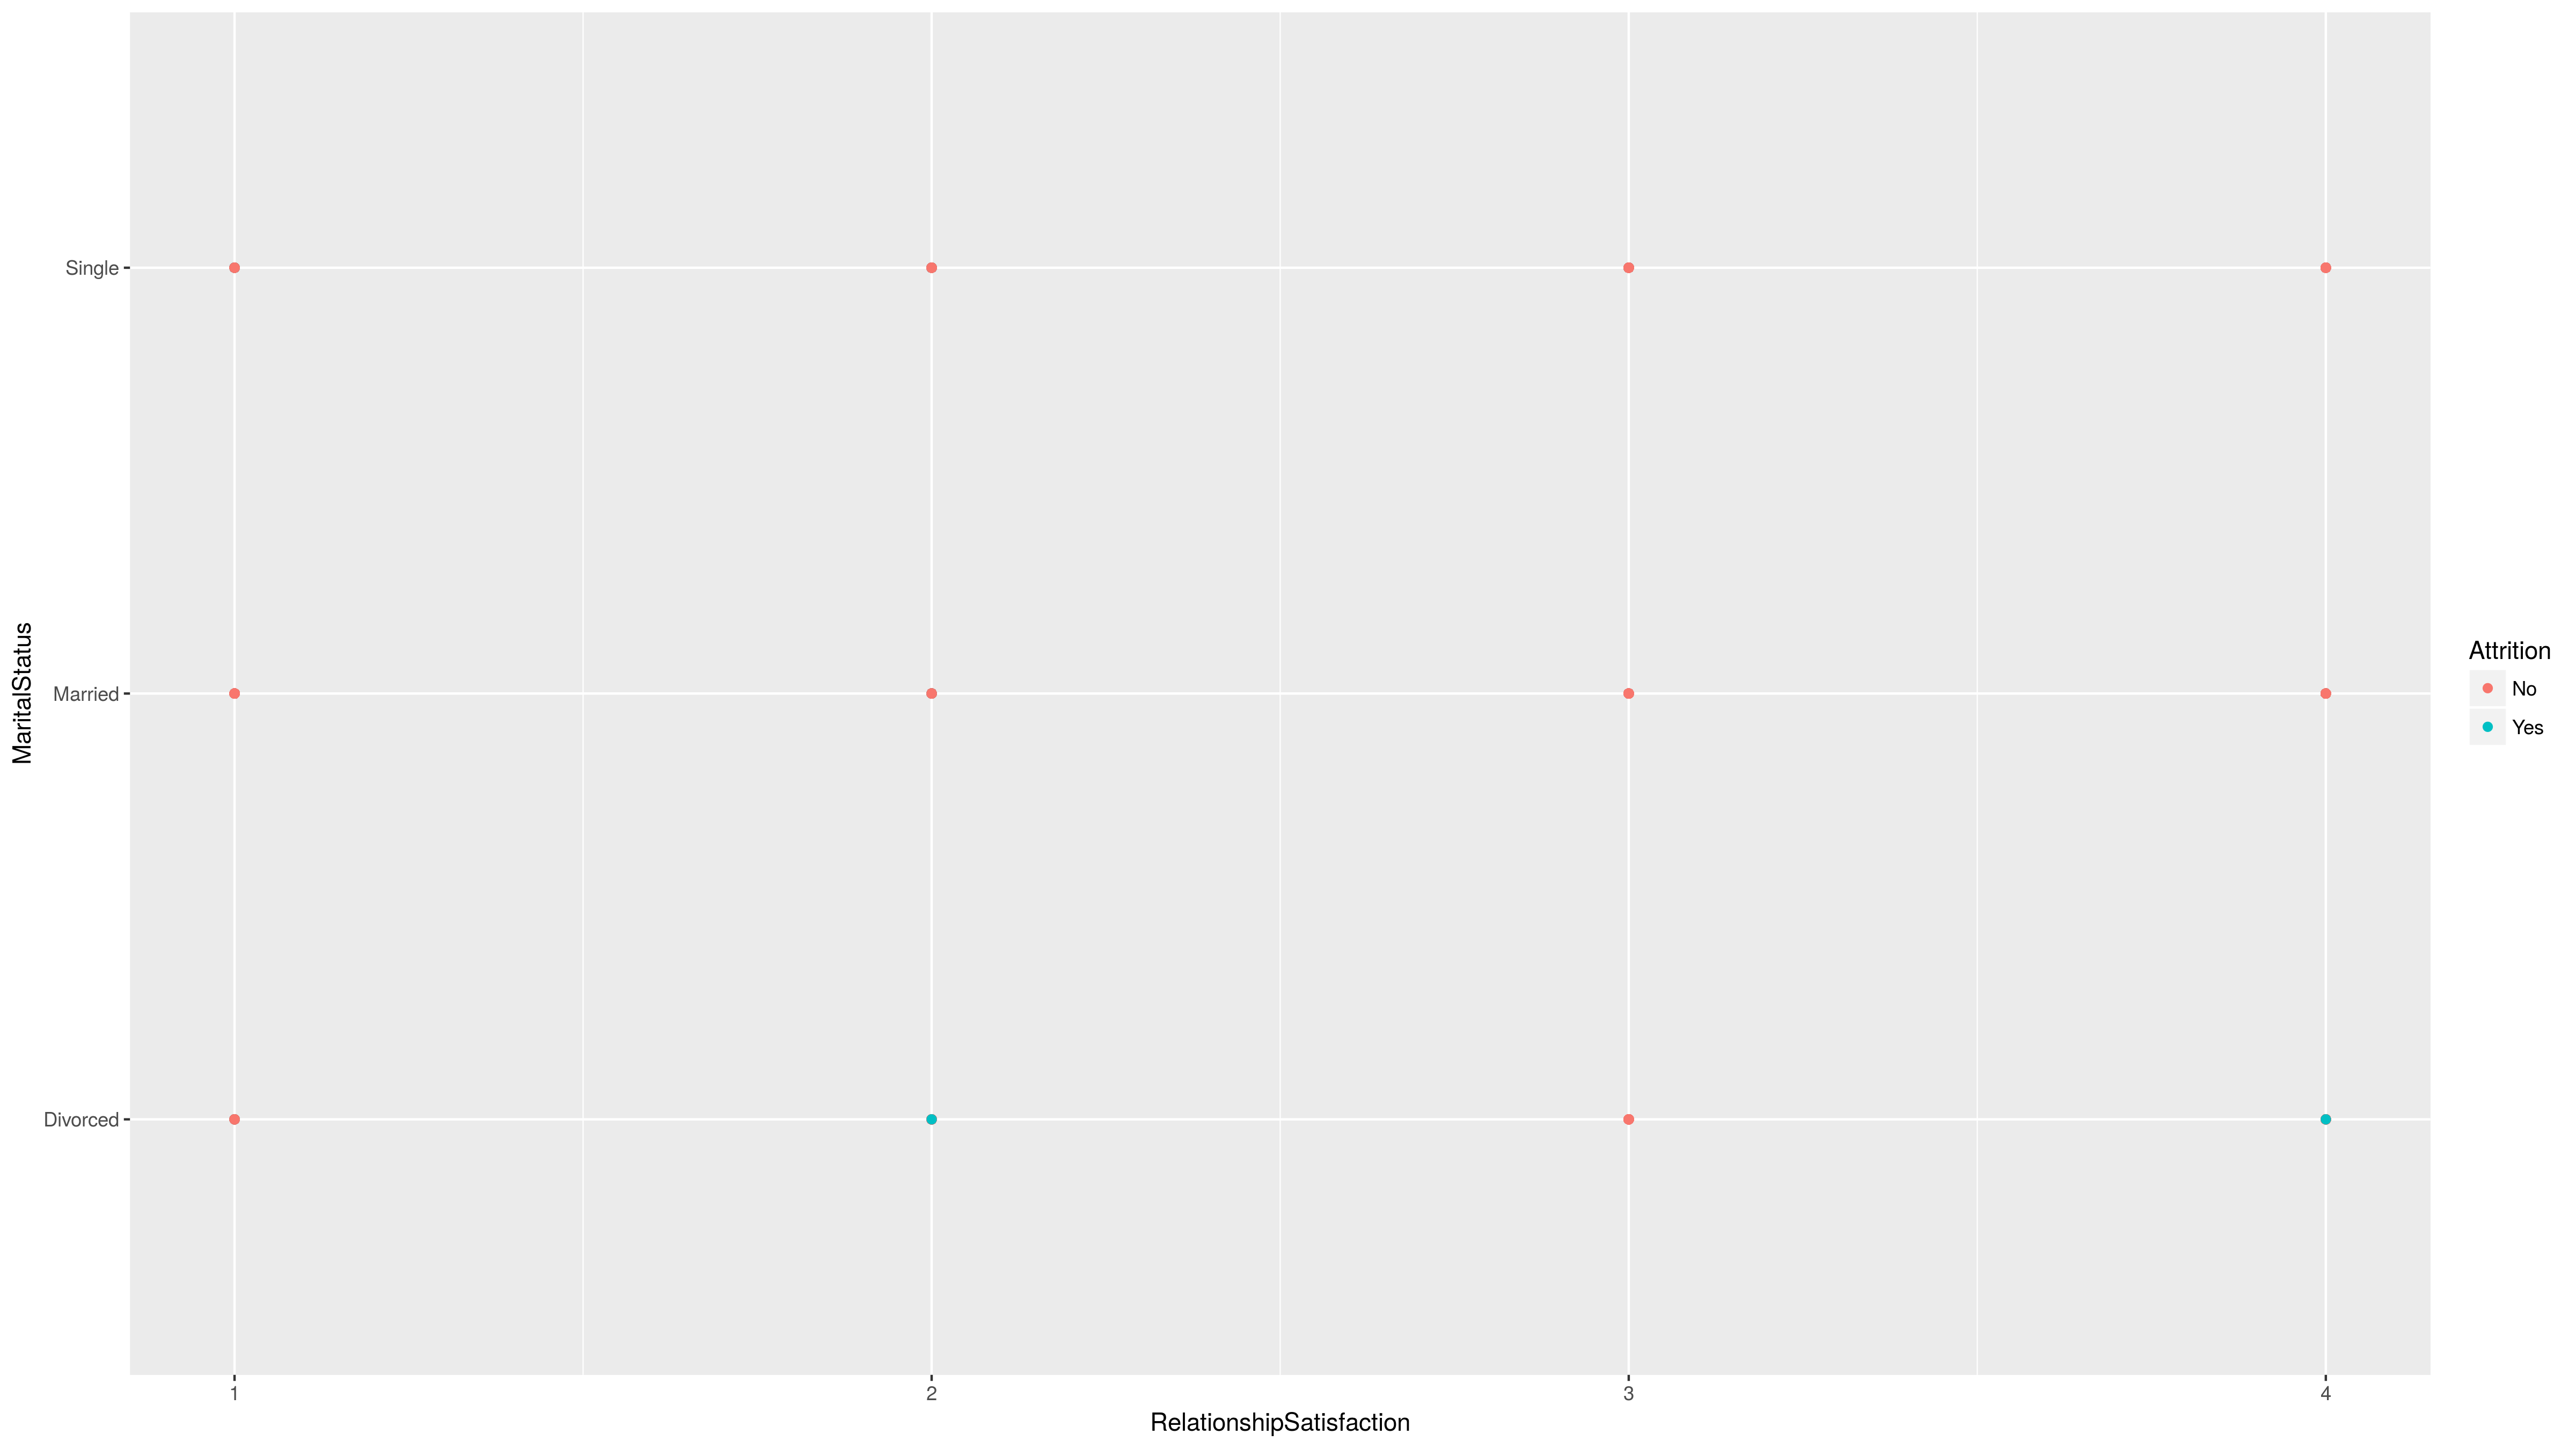 MaritalStatus
Single
Married
Divorced
1 2 3 4
RelationshipSatisfaction
Attrition
No
Yes